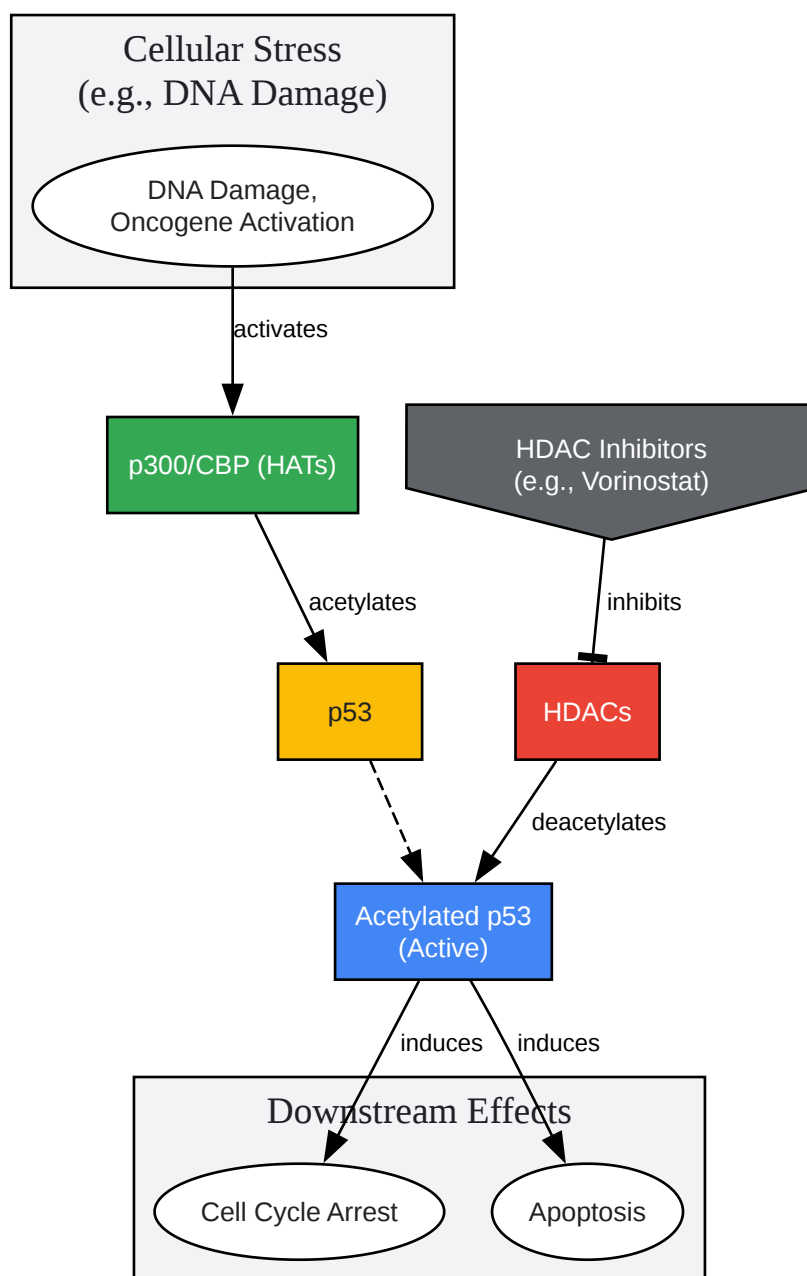 Cellular Stress
(e.g., DNA Damage)
DNA Damage,
Oncogene Activation
activates
p300/CBP (HATs)
HDAC Inhibitors
(e.g., Vorinostat)
acetylates
inhibits
p53
HDACs
deacetylates
Acetylated p53
(Active)
induces
induces
Downstream Effects
Cell Cycle Arrest
Apoptosis